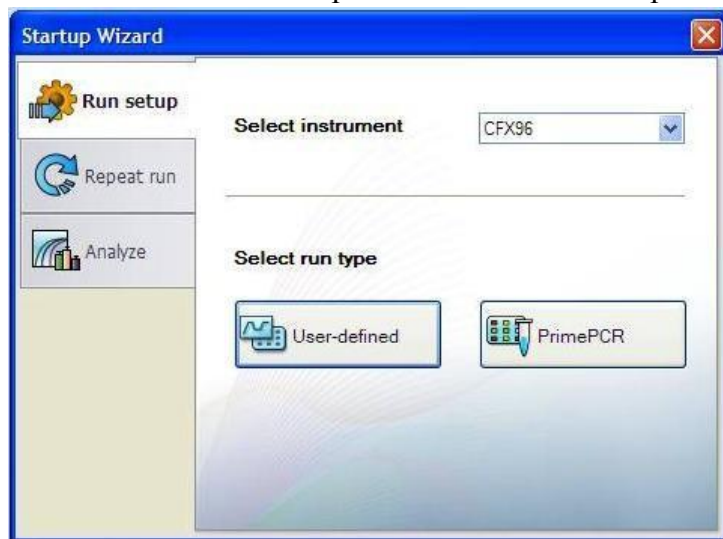 Startup Wizard
Run setup
Repeat run
Analyze
Select instrument
CFX96
Select run type
User-defined
PrimePCR